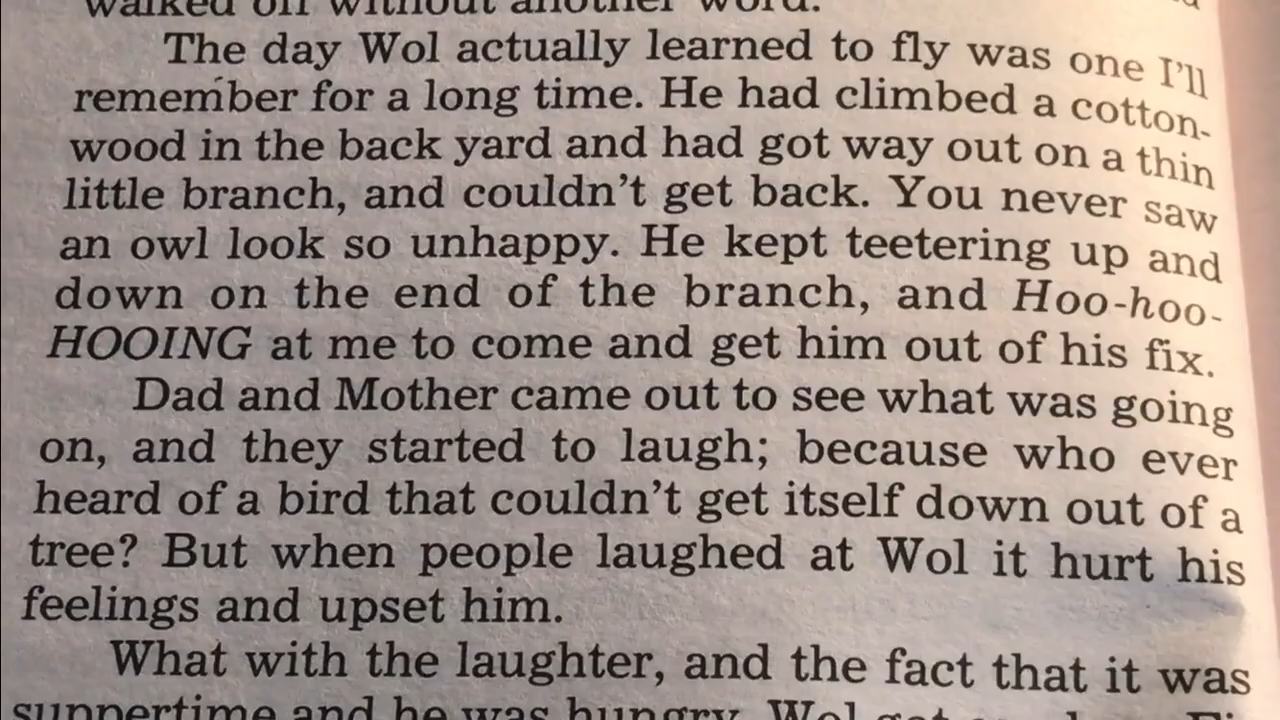 walked off without another word.
The day Wol actually learned to fly was one I'll
remember for a long time. He had climbed a cotton-
wood in the back yard and had got way out on a thin
little branch, and couldn't get back. You never saw
an owl look so unhappy. He kept teetering up and
down on the end of the branch, and Hoo-hoo-
HOOING at me to come and get him out of his fix.
Dad and Mother came out to see what was going
on, and they started to laugh; because who ever
heard of a bird that couldn't get itself down out of a
tree? But when people laughed at Wol it hurt his
feelings and upset him.
What with the laughter, and the fact that it was
suppertime and he was hungry, Wol got